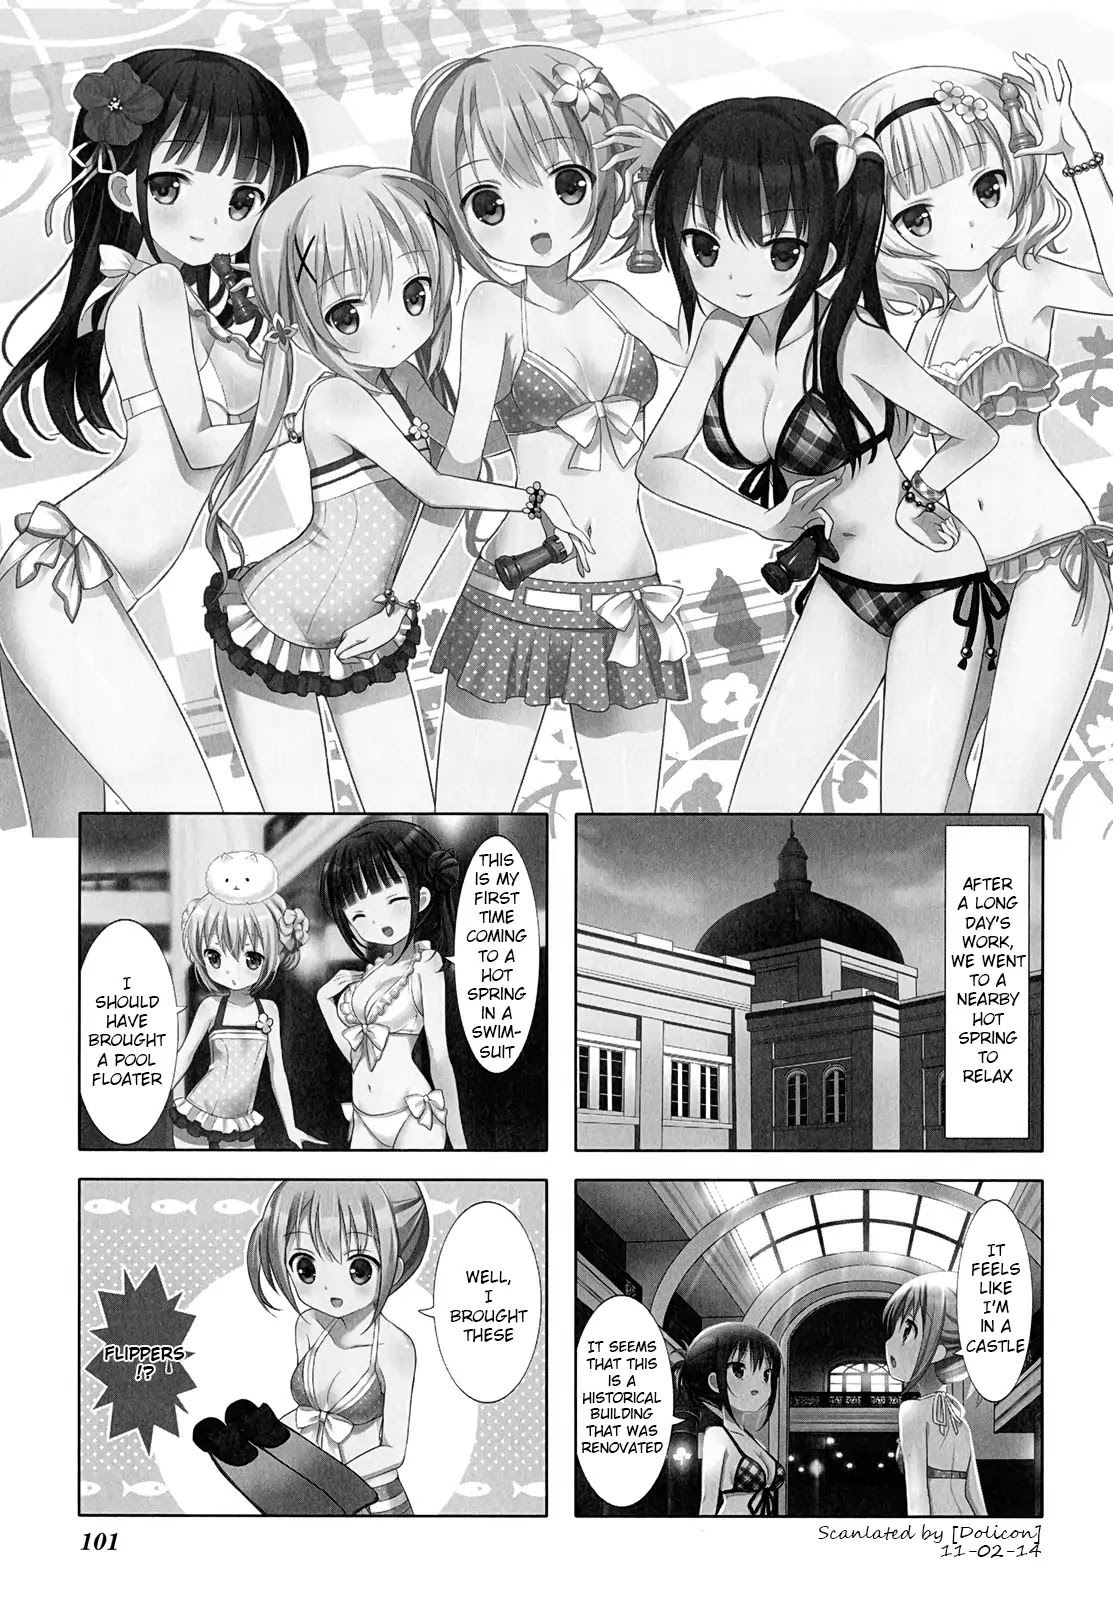 AFTER
A LONG
DAY'S
WORK,
WE WENT
TO A
NEARBY
HOT
SPRING
TO
RELAX
IT
FEELS
LIKE
I'M
IN A
CASTLE
IT SEEMS
THAT THIS
IS A
HISTORICAL
BUILDING
THAT WAS
RENOVATED
THIS
IS MY
FIRST
TIME
COMING
TO A
HOT
SPRING
IN A
SWIM-
SUIT
I
SHOULD
HAVE
BROUGHT
A POOL
FLOATER
WELL,
I
BROUGHT
THESE
FLIPPERS
!?
101
Scanlated by [Dolicon]
11-02-14